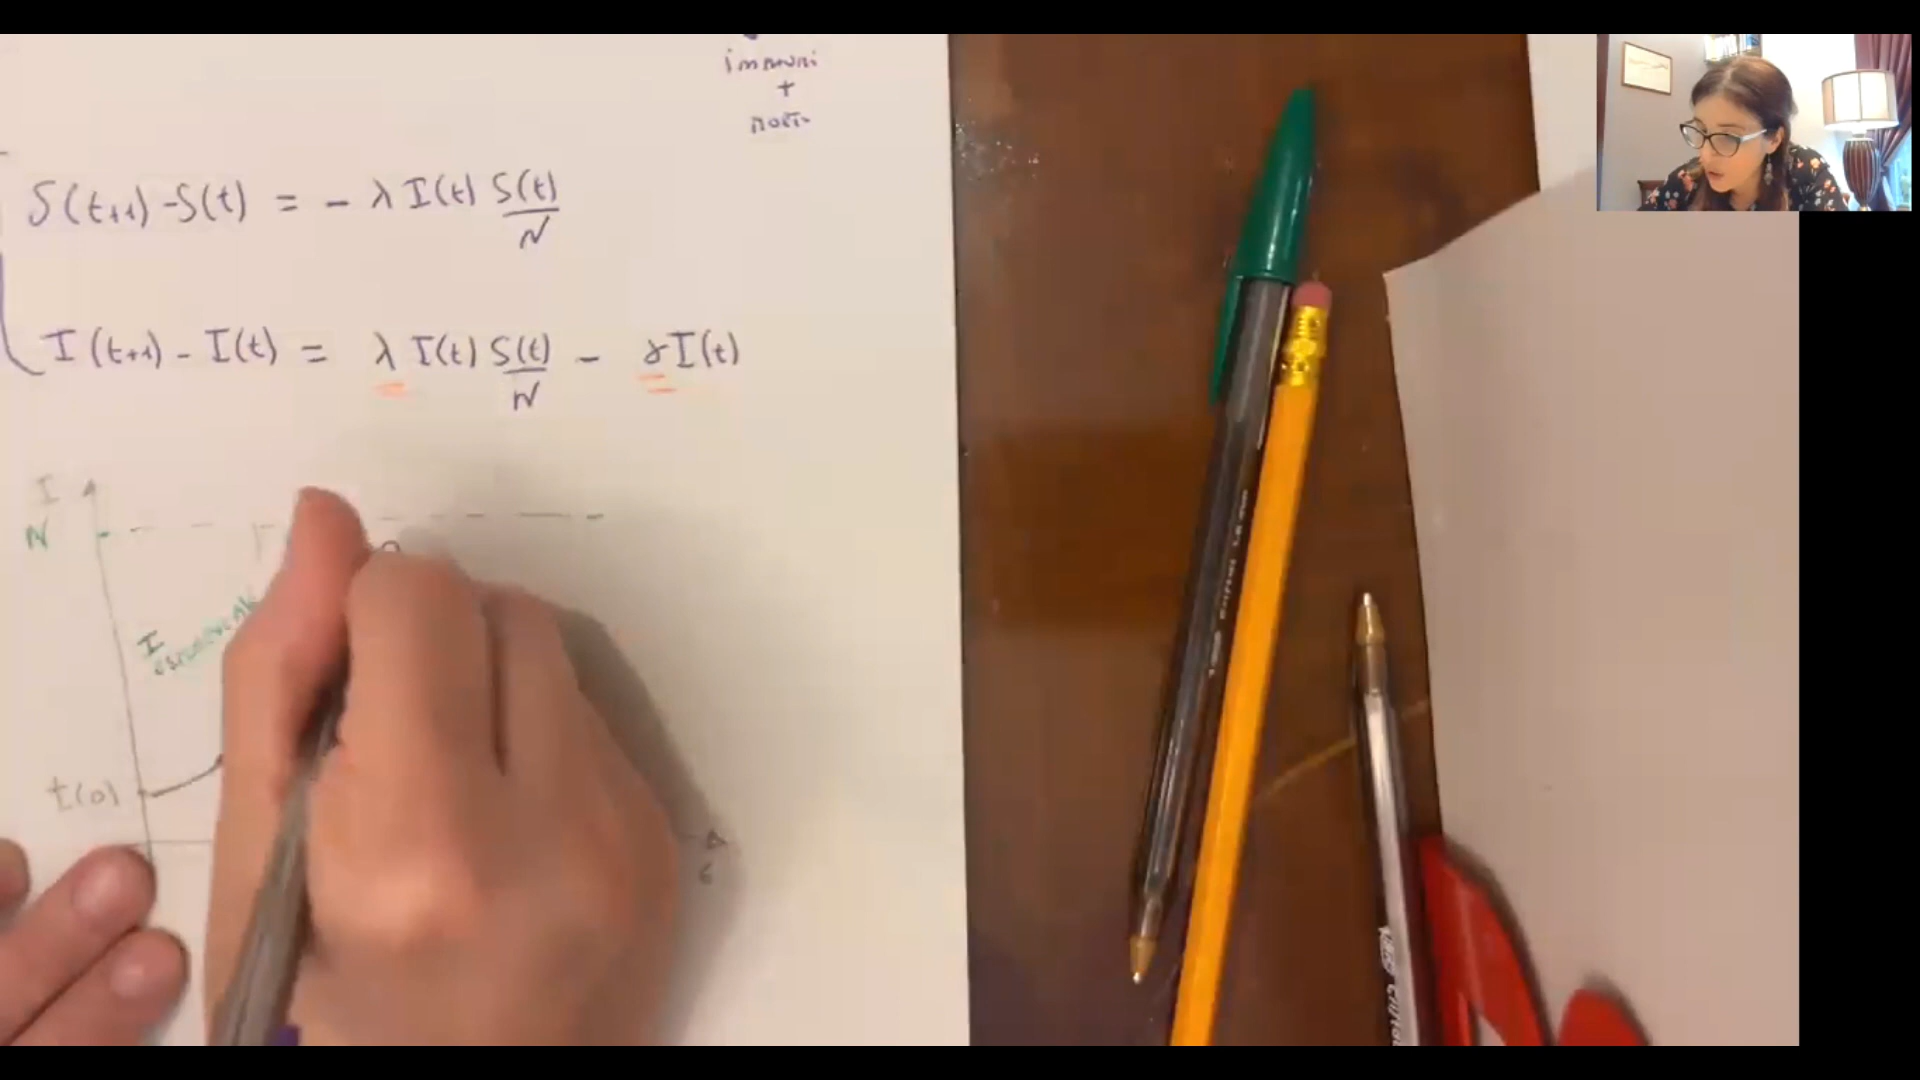 immuni
+
morti
S(t+1) - S(t) = - λ I(t) S(t)/N
I(t+1) - I(t) = λ I(t) S(t)/N - γ I(t)
I
N
I
I(0)
t